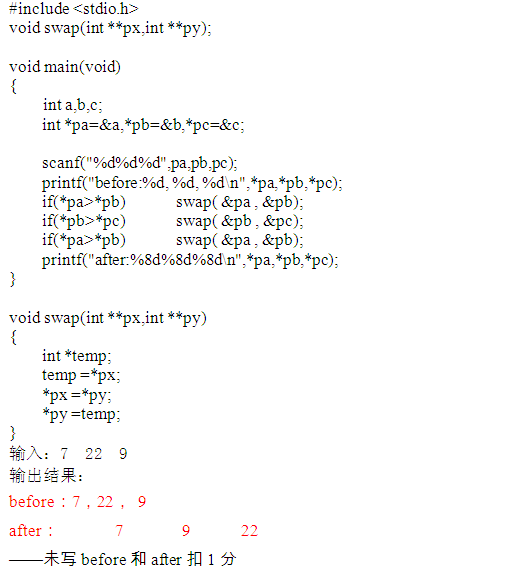 #include <stdio.h>
void swap(int **px,int **py);
void main(void)
{
int a,b,c;
int *pa=&a,*pb=&b,*pc=&c;
scanf("%d%d%d",pa,pb,pc);
printf("before:%d, %d, %d\n",*pa,*pb,*pc);
if(*pa>*pb) swap( &pa , &pb);
if(*pb>*pc) swap( &pb , &pc);
if(*pa>*pb) swap( &pa , &pb);
printf("after:%8d%8d%8d\n",*pa,*pb,*pc);
}
void swap(int **px,int **py)
{
int *temp;
temp =*px;
*px =*py;
*py =temp;
}
输入：7 22 9
输出结果：
before：7，22 ， 9
after： 7 9 22
——未写 before 和 after 扣 1 分